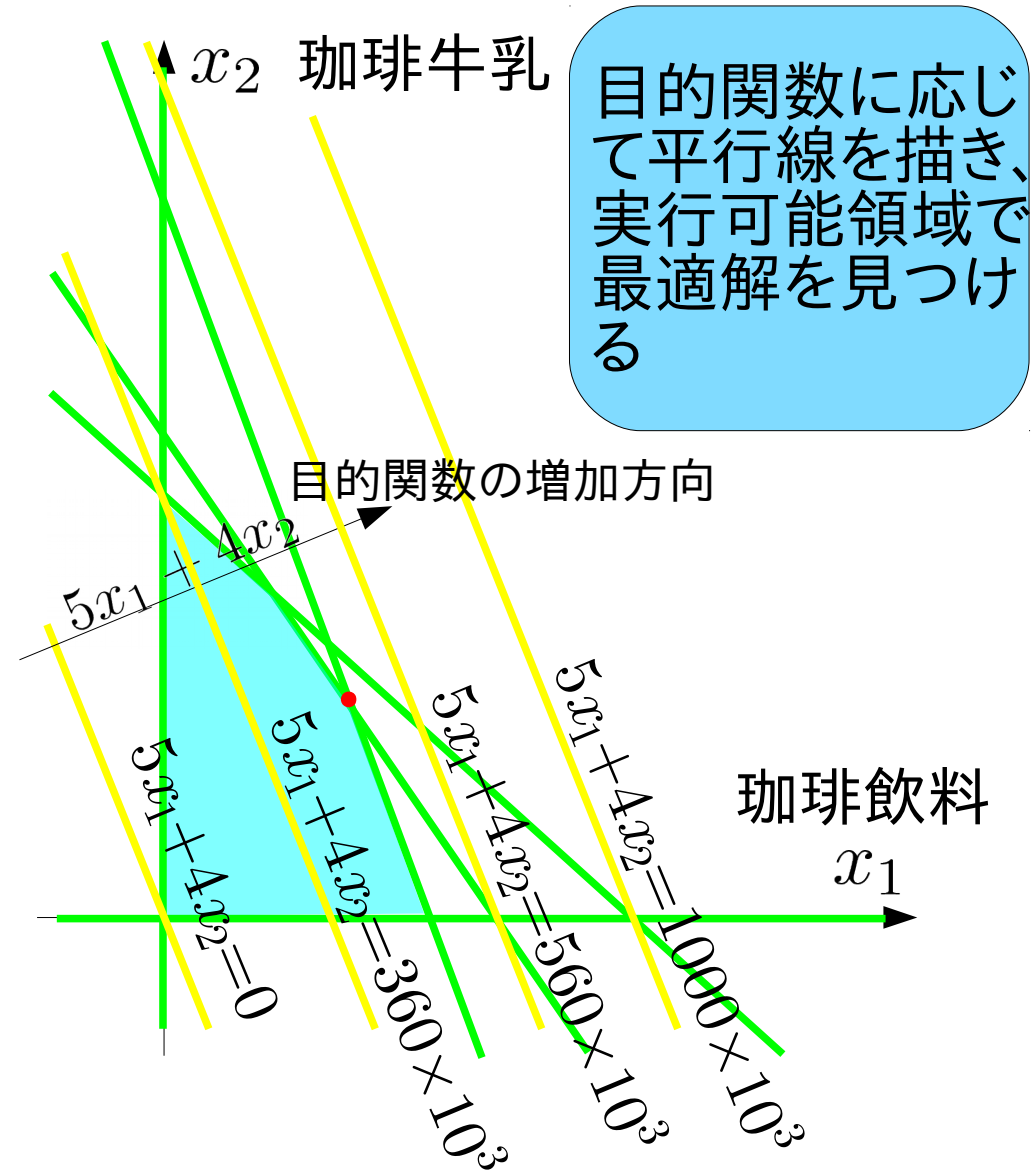 x₂ 珈琲牛乳
目的関数に応じ
て平行線を描き、
実行可能領域で
最適解を見つけ
る
目的関数の増加方向
5x₁ + 4x₂
珈琲飲料
x₁
5x₁+4x₂=0
5x₁+4x₂=360×10³
5x₁+4x₂=560×10³
5x₁+4x₂=1000×10³